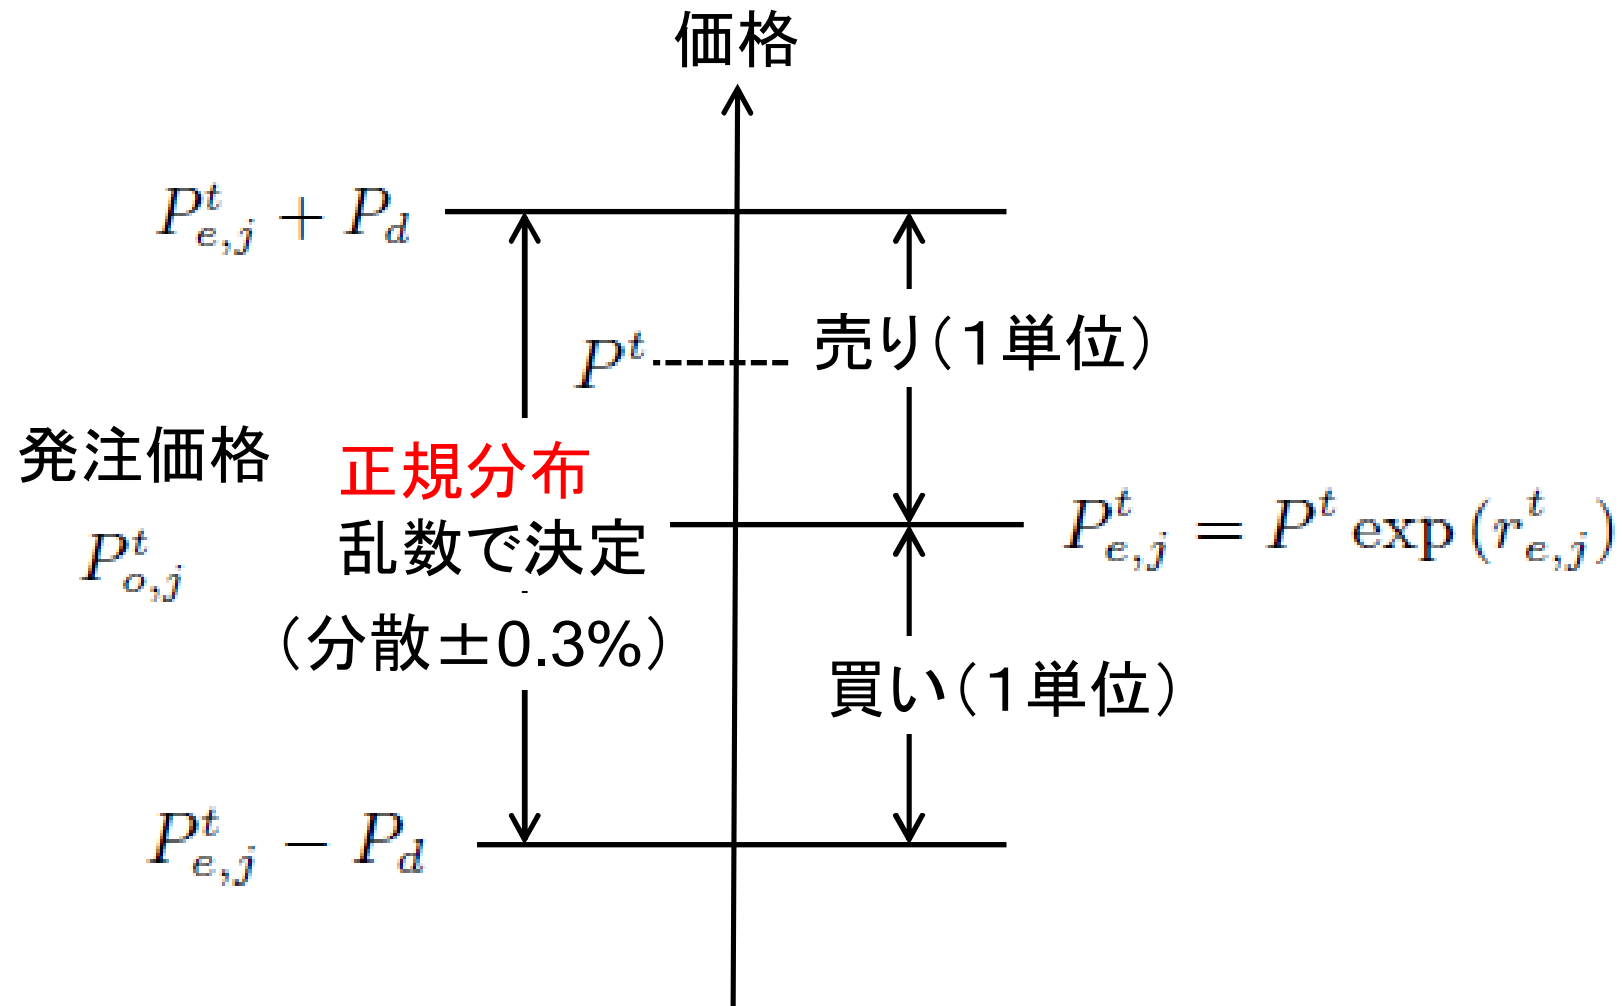 価格
P^t_{e,j} + P_d
P^t
売り(1単位)
発注価格
P^t_{o,j}
正規分布
乱数で決定
(分散±0.3%)
P^t_{e,j} = P^t exp (r^t_{e,j})
買い(1単位)
P^t_{e,j} − P_d